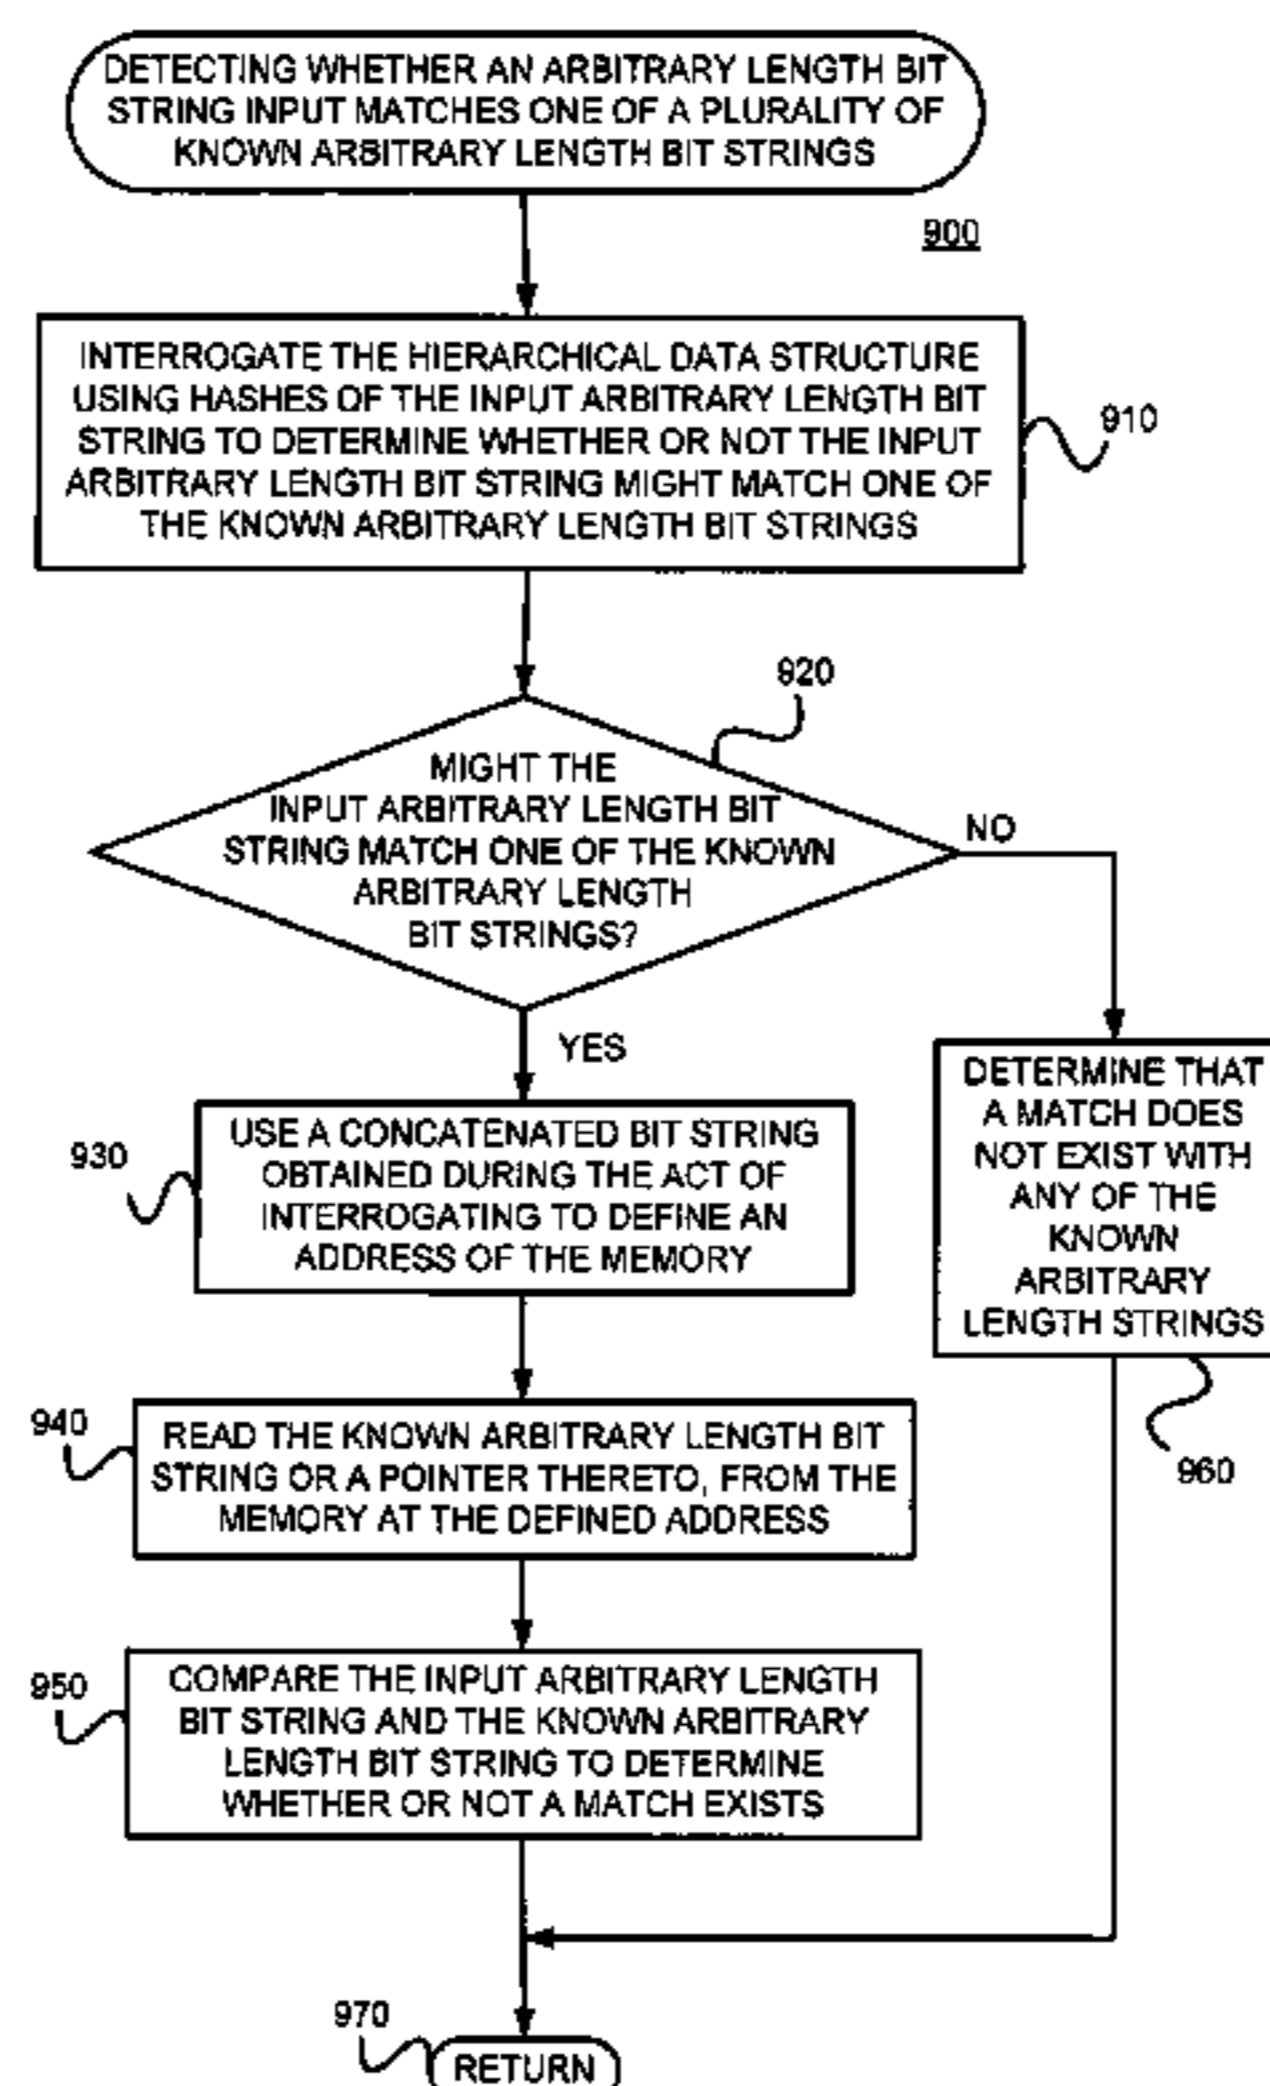 DETECTING WHETHER AN ARBITRARY LENGTH BIT
STRING INPUT MATCHES ONE OF A PLURALITY OF
KNOWN ARBITRARY LENGTH BIT STRINGS
900
INTERROGATE THE HIERARCHICAL DATA STRUCTURE
USING HASHES OF THE INPUT ARBITRARY LENGTH BIT
STRING TO DETERMINE WHETHER OR NOT THE INPUT
ARBITRARY LENGTH BIT STRING MIGHT MATCH ONE OF
THE KNOWN ARBITRARY LENGTH BIT STRINGS
910
920
MIGHT THE
INPUT ARBITRARY LENGTH BIT
STRING MATCH ONE OF THE KNOWN
ARBITRARY LENGTH
BIT STRINGS?
NO
YES
930
USE A CONCATENATED BIT STRING
OBTAINED DURING THE ACT OF
INTERROGATING TO DEFINE AN
ADDRESS OF THE MEMORY
DETERMINE THAT
A MATCH DOES
NOT EXIST WITH
ANY OF THE
KNOWN
ARBITRARY
LENGTH STRINGS
960
940
READ THE KNOWN ARBITRARY LENGTH BIT
STRING OR A POINTER THERETO, FROM THE
MEMORY AT THE DEFINED ADDRESS
950
COMPARE THE INPUT ARBITRARY LENGTH
BIT STRING AND THE KNOWN ARBITRARY
LENGTH BIT STRING TO DETERMINE
WHETHER OR NOT A MATCH EXISTS
970
RETURN